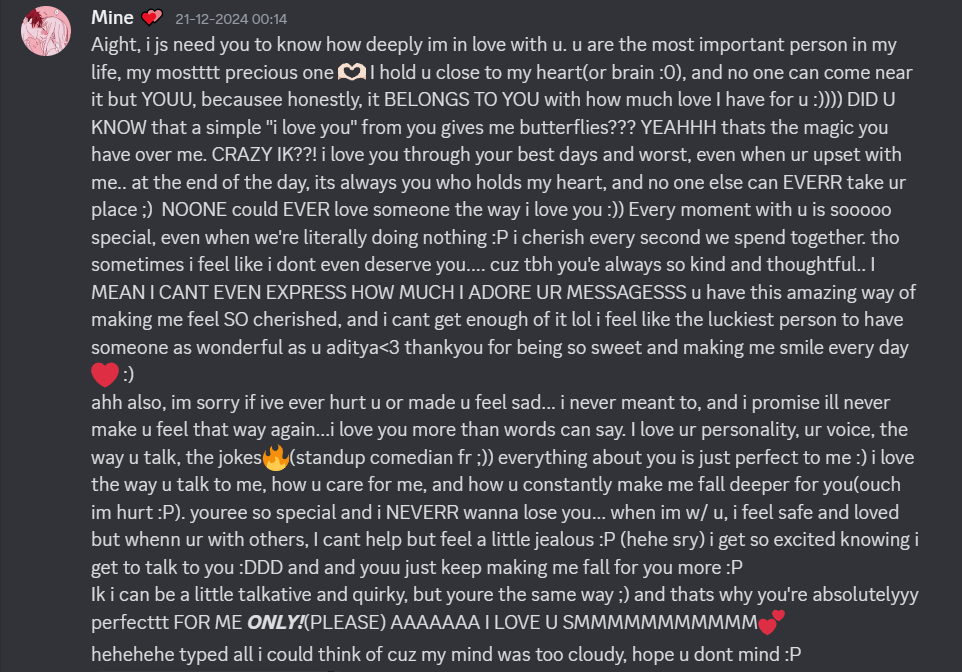 Mine 💘 21-12-2024 00:14
Aight, i js need you to know how deeply im in love with u. u are the most important person in my
life, my mostttt precious one 🫶🏻 I hold u close to my heart(or brain :0), and no one can come near
it but YOUU, becausee honestly, it BELONGS TO YOU with how much love I have for u :)))) DID U
KNOW that a simple "i love you" from you gives me butterflies??? YEAHHH thats the magic you
have over me. CRAZY IK??! i love you through your best days and worst, even when ur upset with
me.. at the end of the day, its always you who holds my heart, and no one else can EVERR take ur
place ;)  NOONE could EVER love someone the way i love you :)) Every moment with u is sooooo
special, even when we're literally doing nothing :P i cherish every second we spend together. tho
sometimes i feel like i dont even deserve you.... cuz tbh you'e always so kind and thoughtful.. I
MEAN I CANT EVEN EXPRESS HOW MUCH I ADORE UR MESSAGESSS u have this amazing way of
making me feel SO cherished, and i cant get enough of it lol i feel like the luckiest person to have
someone as wonderful as u aditya<3 thankyou for being so sweet and making me smile every day
❤️ :)
ahh also, im sorry if ive ever hurt u or made u feel sad... i never meant to, and i promise ill never
make u feel that way again...i love you more than words can say. I love ur personality, ur voice, the
way u talk, the jokes🔥(standup comedian fr ;)) everything about you is just perfect to me :) i love
the way u talk to me, how u care for me, and how u constantly make me fall deeper for you(ouch
im hurt :P). youree so special and i NEVERR wanna lose you... when im w/ u, i feel safe and loved
but whenn ur with others, I cant help but feel a little jealous :P (hehe sry) i get so excited knowing i
get to talk to you :DDD and and youu just keep making me fall for you more :P
Ik i can be a little talkative and quirky, but youre the same way ;) and thats why you're absolutelyyy
perfecttt FOR ME ONLY!(PLEASE) AAAAAAA I LOVE U SMMMMMMMMMMM💕
hehehehe typed all i could think of cuz my mind was too cloudy, hope u dont mind :P